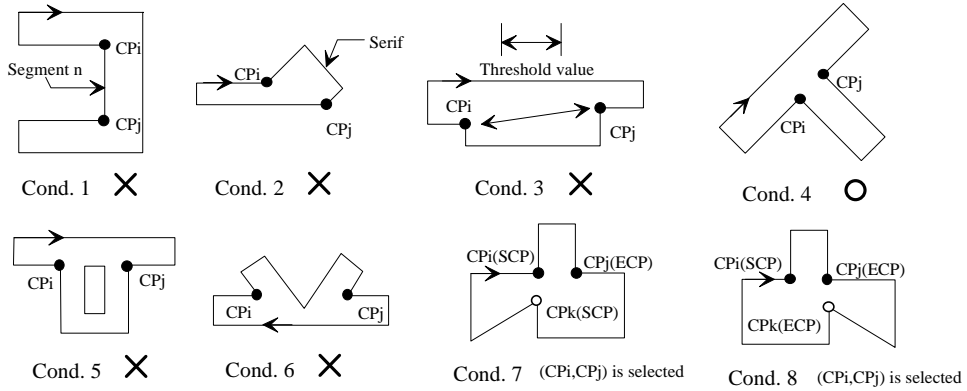 CPi
Segment n
CPj
Cond. 1
CPi
Serif
CPj
Cond. 2
Threshold value
CPi
CPj
Cond. 3
CPj
CPi
Cond. 4
CPi
CPj
Cond. 5
CPi
CPj
Cond. 6
CPi(SCP)
CPj(ECP)
CPk(SCP)
Cond. 7 (CPi,CPj) is selected
CPi(SCP)
CPj(ECP)
CPk(ECP)
Cond. 8 (CPi,CPj) is selected